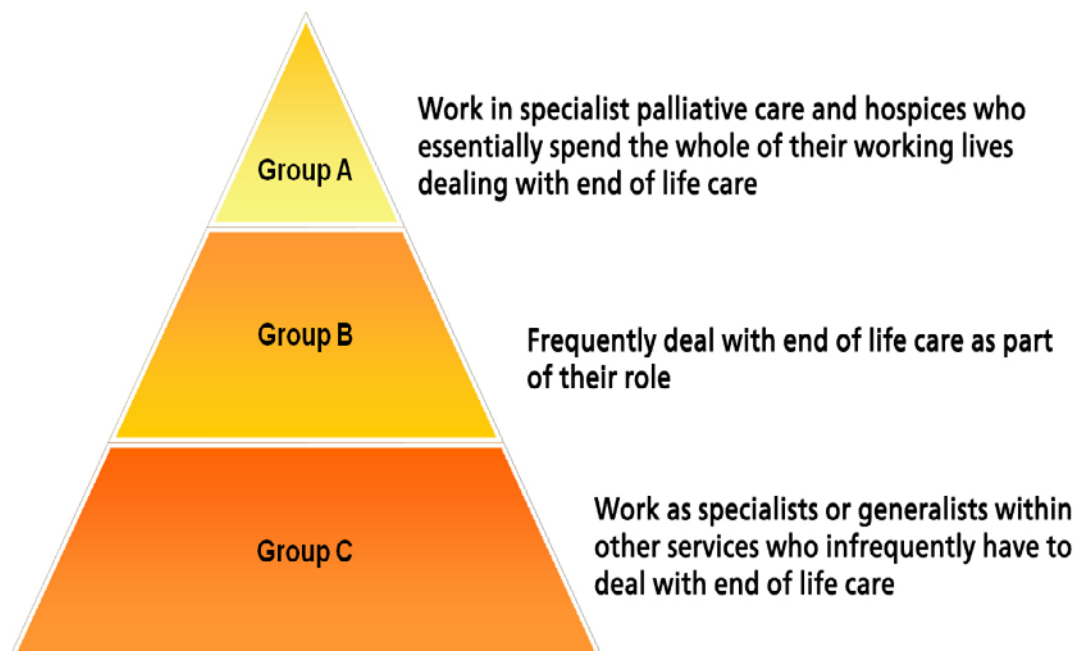 Group A
Work in specialist palliative care and hospices who
essentially spend the whole of their working lives
dealing with end of life care
Group B
Frequently deal with end of life care as part
of their role
Group C
Work as specialists or generalists within
other services who infrequently have to
deal with end of life care